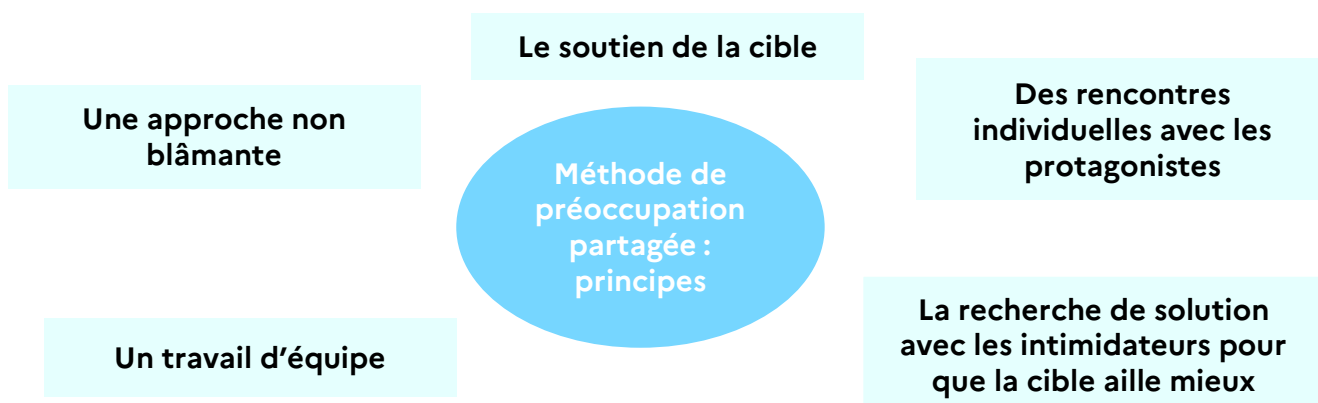 Le soutien de la cible
Une approche non
blâmante
Des rencontres
individuelles avec les
protagonistes
Méthode de
préoccupation
partagée :
principes
Un travail d’équipe
La recherche de solution
avec les intimidateurs pour
que la cible aille mieux